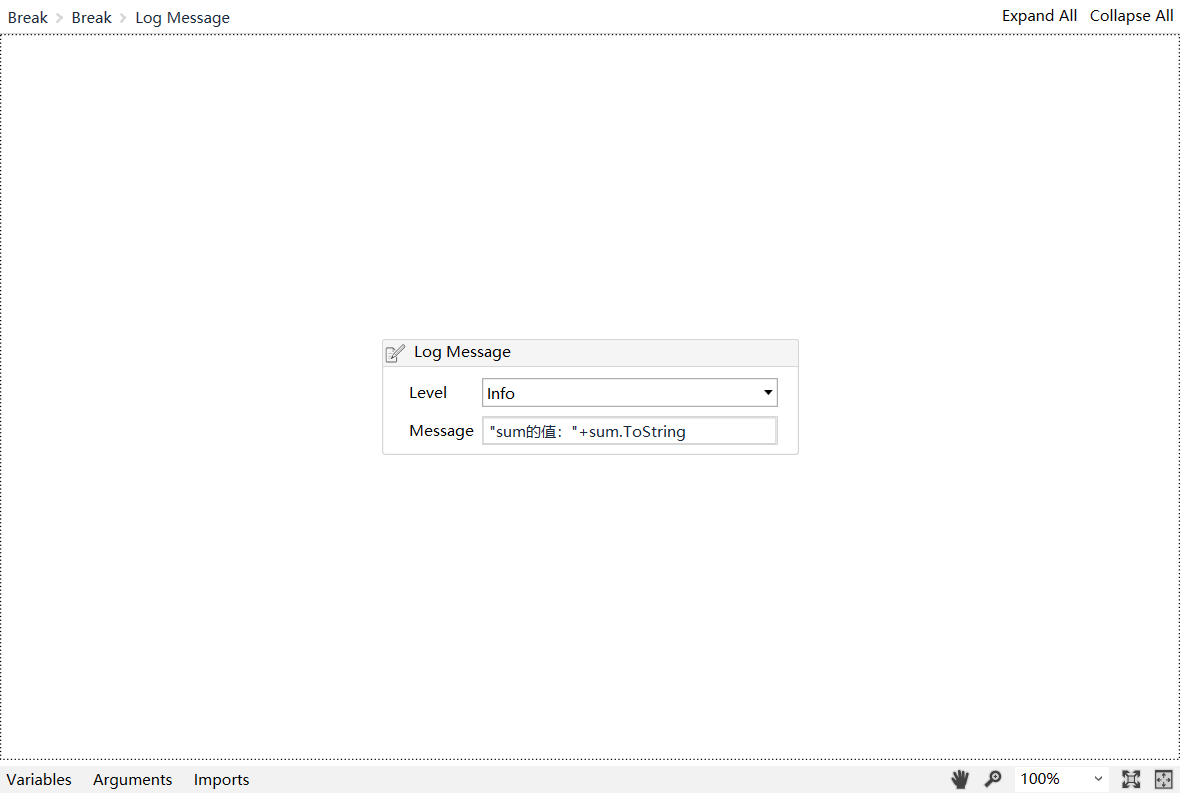 Break > Break > Log Message
Expand All Collapse All
Log Message
Level Info
Message "sum的值："+sum.ToString
Variables Arguments Imports 100%